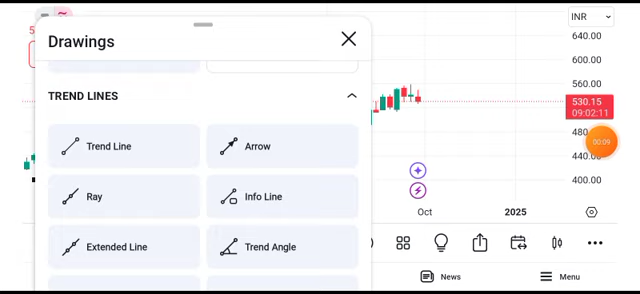 INR
Drawings
640.00
600.00
560.00
530.15
09:02:11
TREND LINES
480
00:09
440.00
400.00
Trend Line
Arrow
Ray
Info Line
Extended Line
Trend Angle
Oct
2025
News
Menu